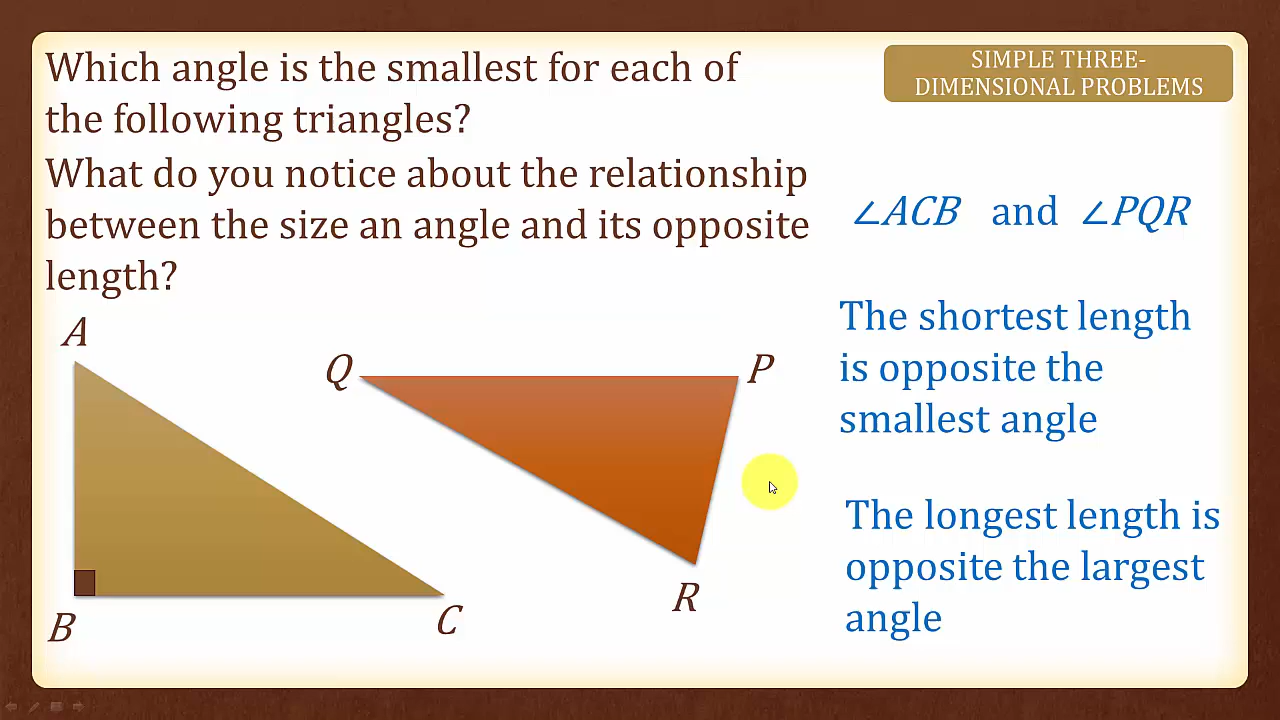 Which angle is the smallest for each of
the following triangles?
What do you notice about the relationship
between the size an angle and its opposite
length?
SIMPLE THREE-
DIMENSIONAL PROBLEMS
∠ACB and ∠PQR
The shortest length
is opposite the
smallest angle
The longest length is
opposite the largest
angle
A
B
C
Q
P
R